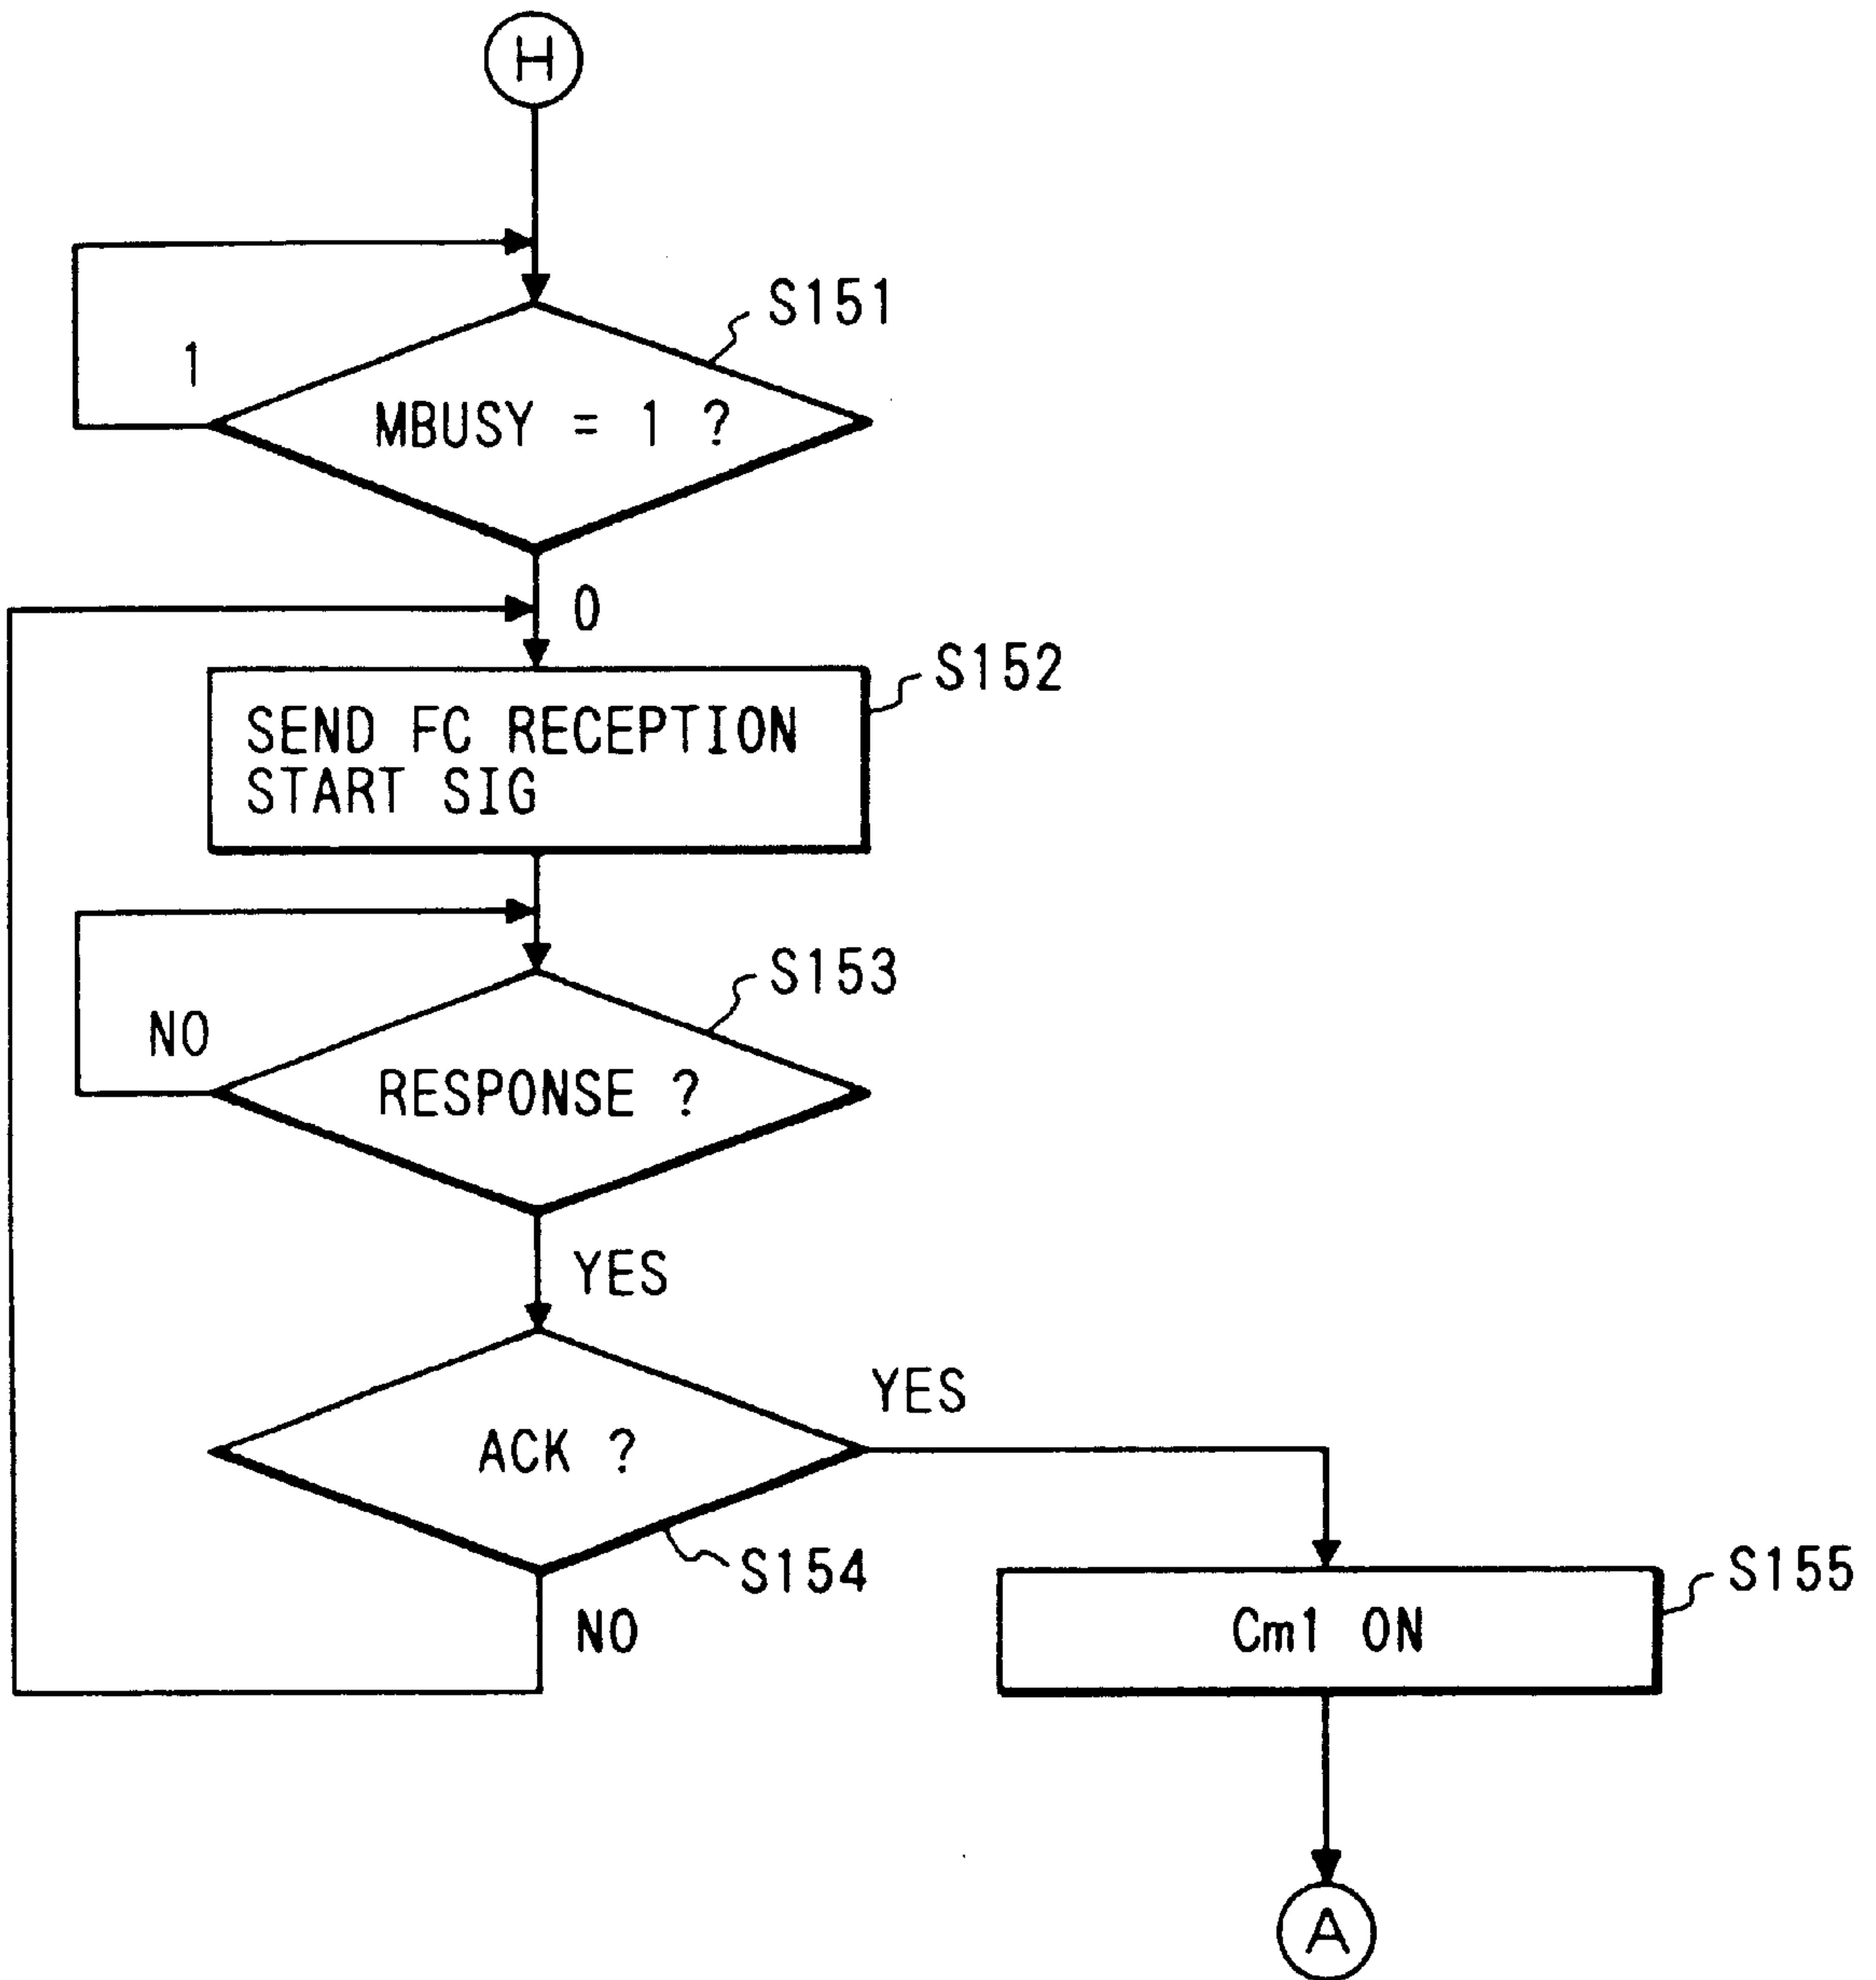 H
S151
1
MBUSY = 1 ?
0
S152
SEND FC RECEPTION
START SIG
S153
NO
RESPONSE ?
YES
YES
ACK ?
S154
S155
NO
Cm1 ON
A